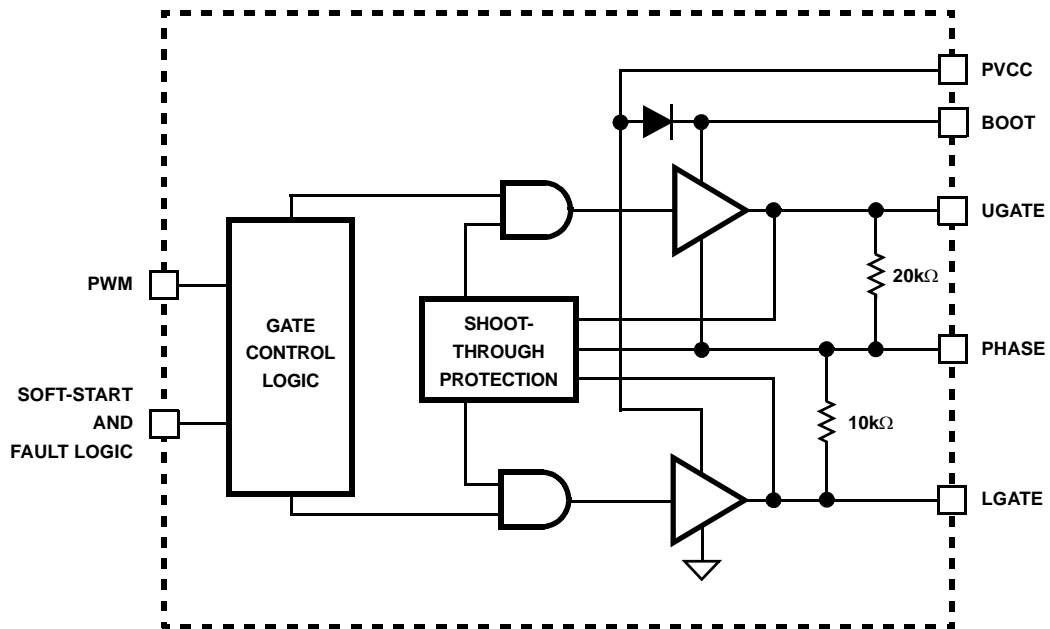 PVCC
BOOT
UGATE
20kΩ
PWM
GATE
CONTROL
LOGIC
SHOOT-
THROUGH
PROTECTION
PHASE
SOFT-START
AND
FAULT LOGIC
10kΩ
LGATE